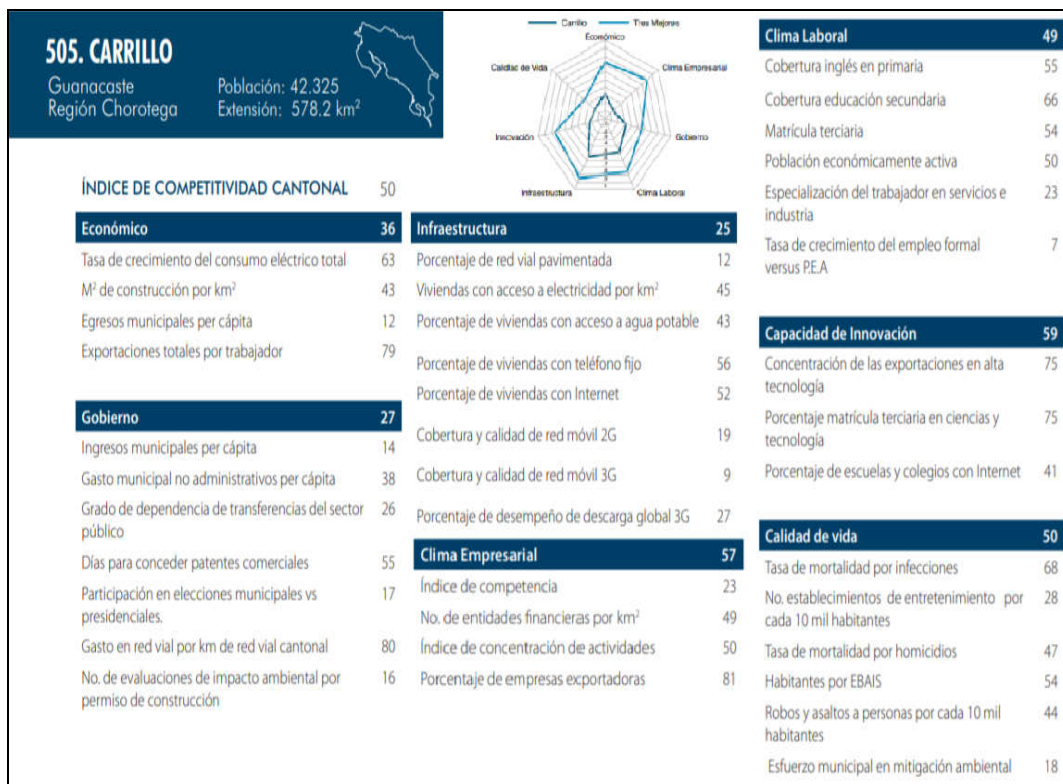 505. CARRILLO
Guanacaste
Región Chorotega
Población: 42.325
Extensión: 578.2 km²
Carrillo
Tres Mejores
Económico
Clima Empresarial
Gobierno
Clima Laboral
Infraestructura
Innovación
Calidad de Vida
ÍNDICE DE COMPETITIVIDAD CANTONAL 50
Económico 36
Tasa de crecimiento del consumo eléctrico total 63
M² de construcción por km² 43
Egresos municipales per cápita 12
Exportaciones totales por trabajador 79
Gobierno 27
Ingresos municipales per cápita 14
Gasto municipal no administrativos per cápita 38
Grado de dependencia de transferencias del sector 26
público
Días para conceder patentes comerciales 55
Participación en elecciones municipales vs 17
presidenciales.
Gasto en red vial por km de red vial cantonal 80
No. de evaluaciones de impacto ambiental por 16
permiso de construcción
Infraestructura 25
Porcentaje de red vial pavimentada 12
Viviendas con acceso a electricidad por km² 45
Porcentaje de viviendas con acceso a agua potable 43
Porcentaje de viviendas con teléfono fijo 56
Porcentaje de viviendas con Internet 52
Cobertura y calidad de red móvil 2G 19
Cobertura y calidad de red móvil 3G 9
Porcentaje de desempeño de descarga global 3G 27
Clima Empresarial 57
Índice de competencia 23
No. de entidades financieras por km² 49
Índice de concentración de actividades 50
Porcentaje de empresas exportadoras 81
Clima Laboral 49
Cobertura inglés en primaria 55
Cobertura educación secundaria 66
Matrícula terciaria 54
Población económicamente activa 50
Especialización del trabajador en servicios e 23
industria
Tasa de crecimiento del empleo formal 7
versus P.E.A
Capacidad de Innovación 59
Concentración de las exportaciones en alta 75
tecnología
Porcentaje matrícula terciaria en ciencias y 75
tecnología
Porcentaje de escuelas y colegios con Internet 41
Calidad de vida 50
Tasa de mortalidad por infecciones 68
No. establecimientos de entretenimiento por 28
cada 10 mil habitantes
Tasa de mortalidad por homicidios 47
Habitantes por EBAIS 54
Robos y asaltos a personas por cada 10 mil 44
habitantes
Esfuerzo municipal en mitigación ambiental 18